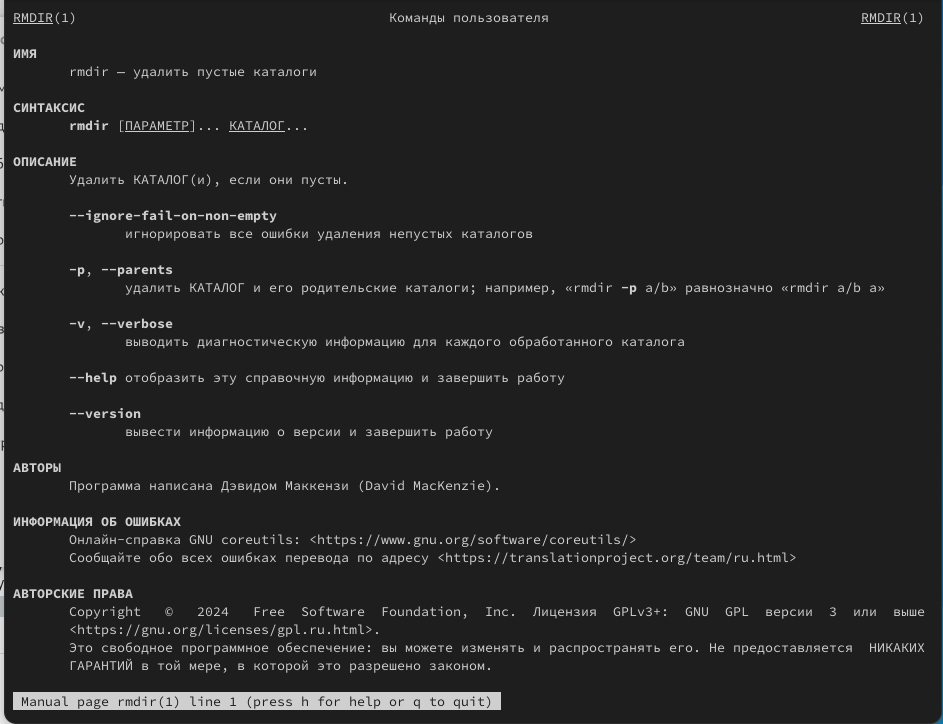 RMDIR(1) Команды пользователя RMDIR(1)
ИМЯ
rmdir — удалить пустые каталоги
СИНТАКСИС
rmdir [ПАРАМЕТР]... КАТАЛОГ...
ОПИСАНИЕ
Удалить КАТАЛОГ(и), если они пусты.
--ignore-fail-on-non-empty
игнорировать все ошибки удаления непустых каталогов
-p, --parents
удалить КАТАЛОГ и его родительские каталоги; например, «rmdir -p a/b» равнозначно «rmdir a/b a»
-v, --verbose
выводить диагностическую информацию для каждого обработанного каталога
--help отобразить эту справочную информацию и завершить работу
--version
вывести информацию о версии и завершить работу
АВТОРЫ
Программа написана Дэвидом Маккензи (David MacKenzie).
ИНФОРМАЦИЯ ОБ ОШИБКАХ
Онлайн-справка GNU coreutils: <https://www.gnu.org/software/coreutils/>
Сообщайте обо всех ошибках перевода по адресу <https://translationproject.org/team/ru.html>
АВТОРСКИЕ ПРАВА
Copyright © 2024 Free Software Foundation, Inc. Лицензия GPLv3+: GNU GPL версии 3 или выше
<https://gnu.org/licenses/gpl.ru.html>.
Это свободное программное обеспечение: вы можете изменять и распространять его. Не предоставляется НИКАКИХ
ГАРАНТИЙ в той мере, в которой это разрешено законом.
Manual page rmdir(1) line 1 (press h for help or q to quit)